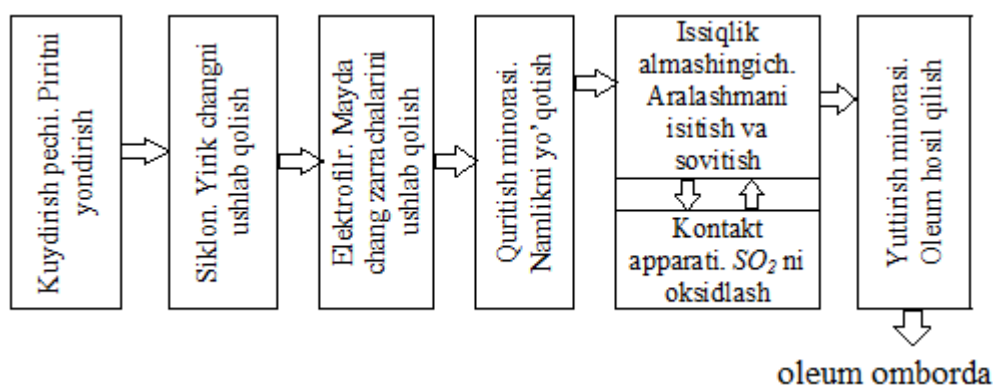 Kuydirish pechi. Piritni
yondirish
Siklon. Yirik changni
ushlab qolish
Elektrofilr. Mayda
chang zarrachalarini
ushlab qolish
Quritish minorasi.
Namlikni yo’qotish
Issiqlik
almashingich.
Aralashmani
isitish va
sovitish
Kontakt
apparati. SO2 ni
oksidlash
Yuttirish minorasi.
Oleum hosil qilish
oleum omborda